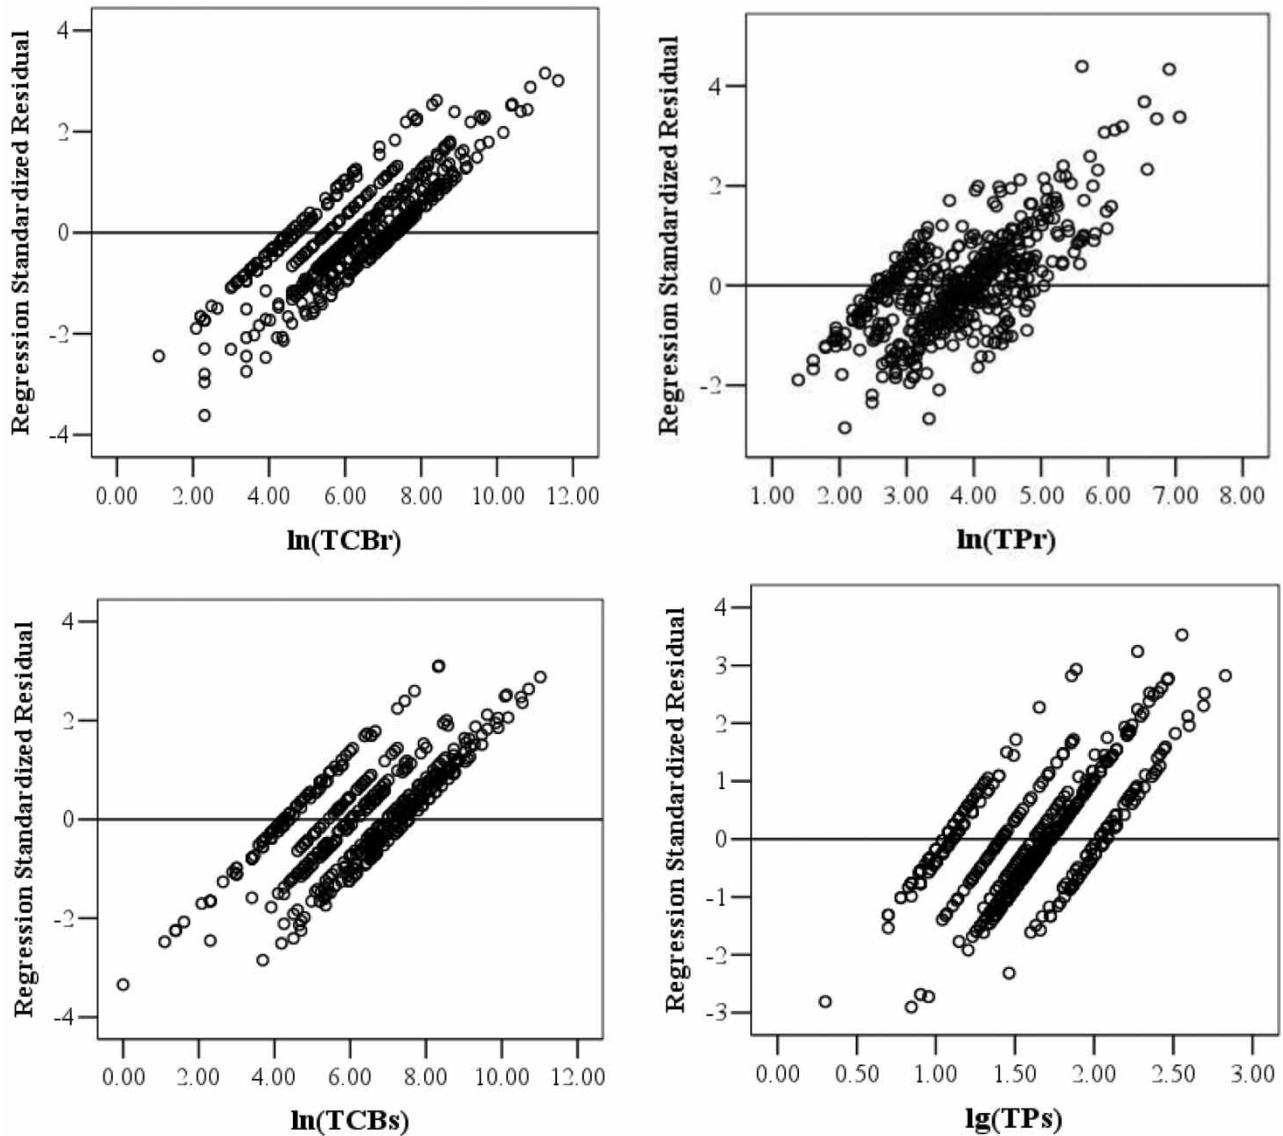 Regression Standardized Residual
4
2
0
-2
-4
0.00 2.00 4.00 6.00 8.00 10.00 12.00
ln(TCBr)
Regression Standardized Residual
4
2
0
-2
1.00 2.00 3.00 4.00 5.00 6.00 7.00 8.00
ln(TPr)
Regression Standardized Residual
4
2
0
-2
-4
0.00 2.00 4.00 6.00 8.00 10.00 12.00
ln(TCBs)
Regression Standardized Residual
4
3
2
1
0
-1
-2
-3
0.00 0.50 1.00 1.50 2.00 2.50 3.00
lg(TPs)